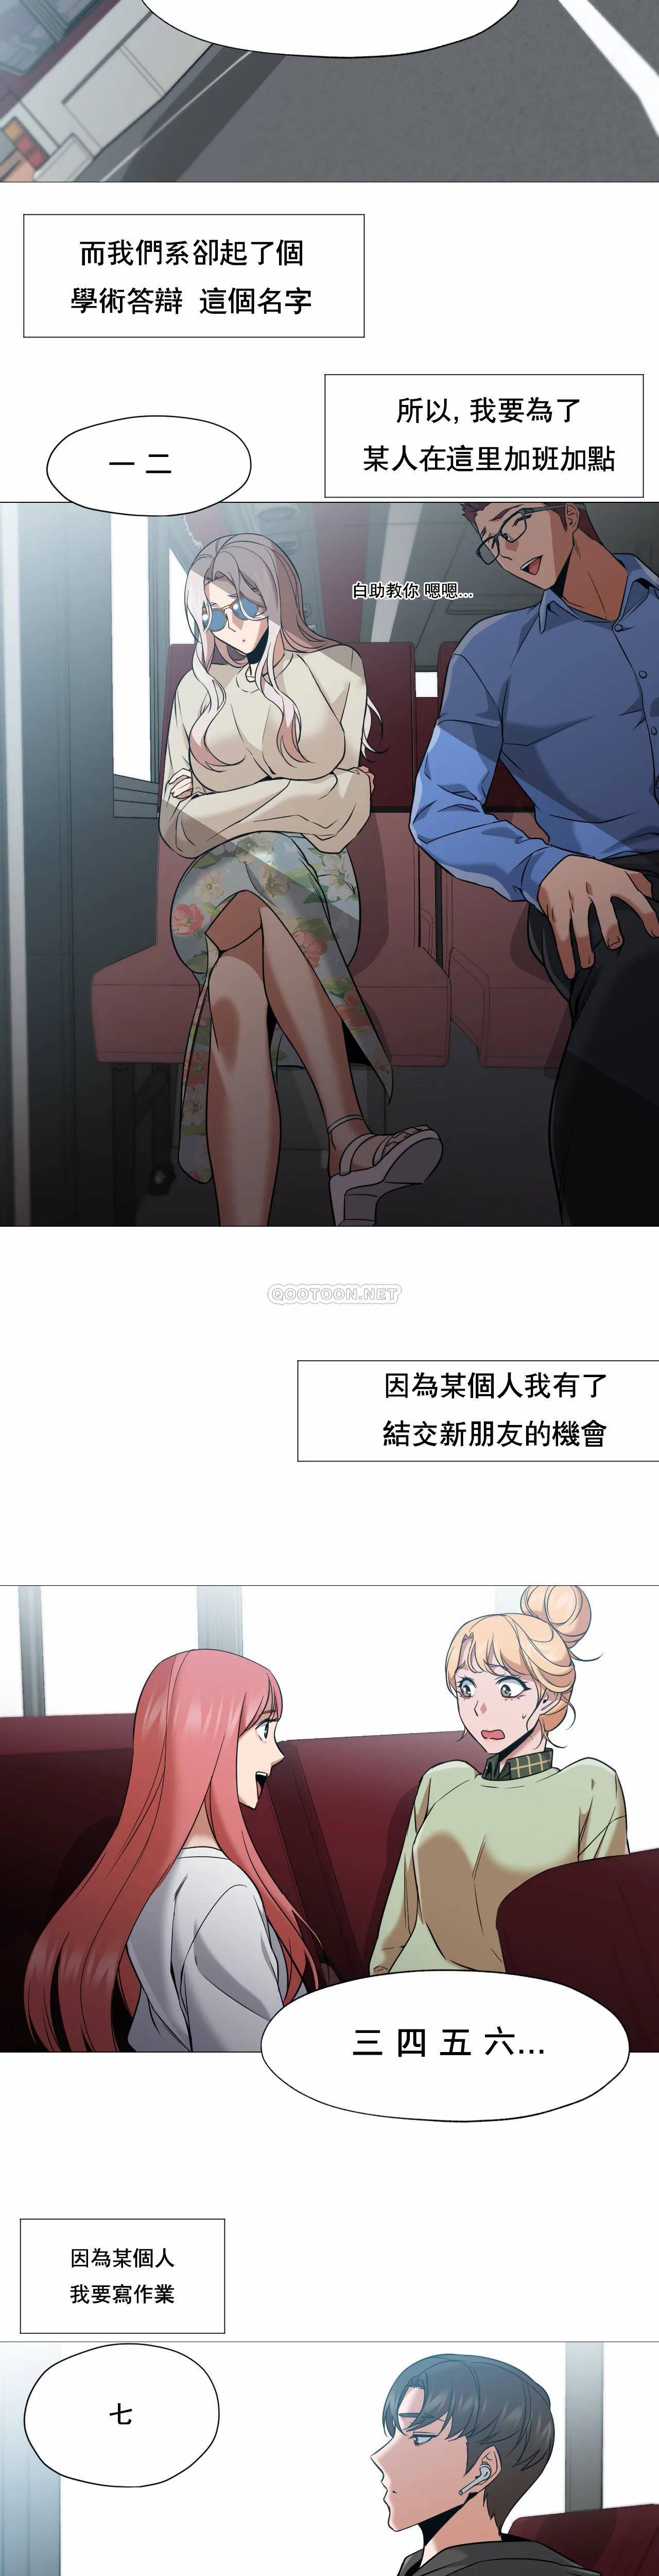 而我們系卻起了個
學術答辯 這個名字
所以, 我要為了
某人在這里加班加點
一 二
白助教你 嗯嗯...
QOOTOON.NET
因為某個人我有了
結交新朋友的機會
三 四 五 六...
因為某個人
我要寫作業
七